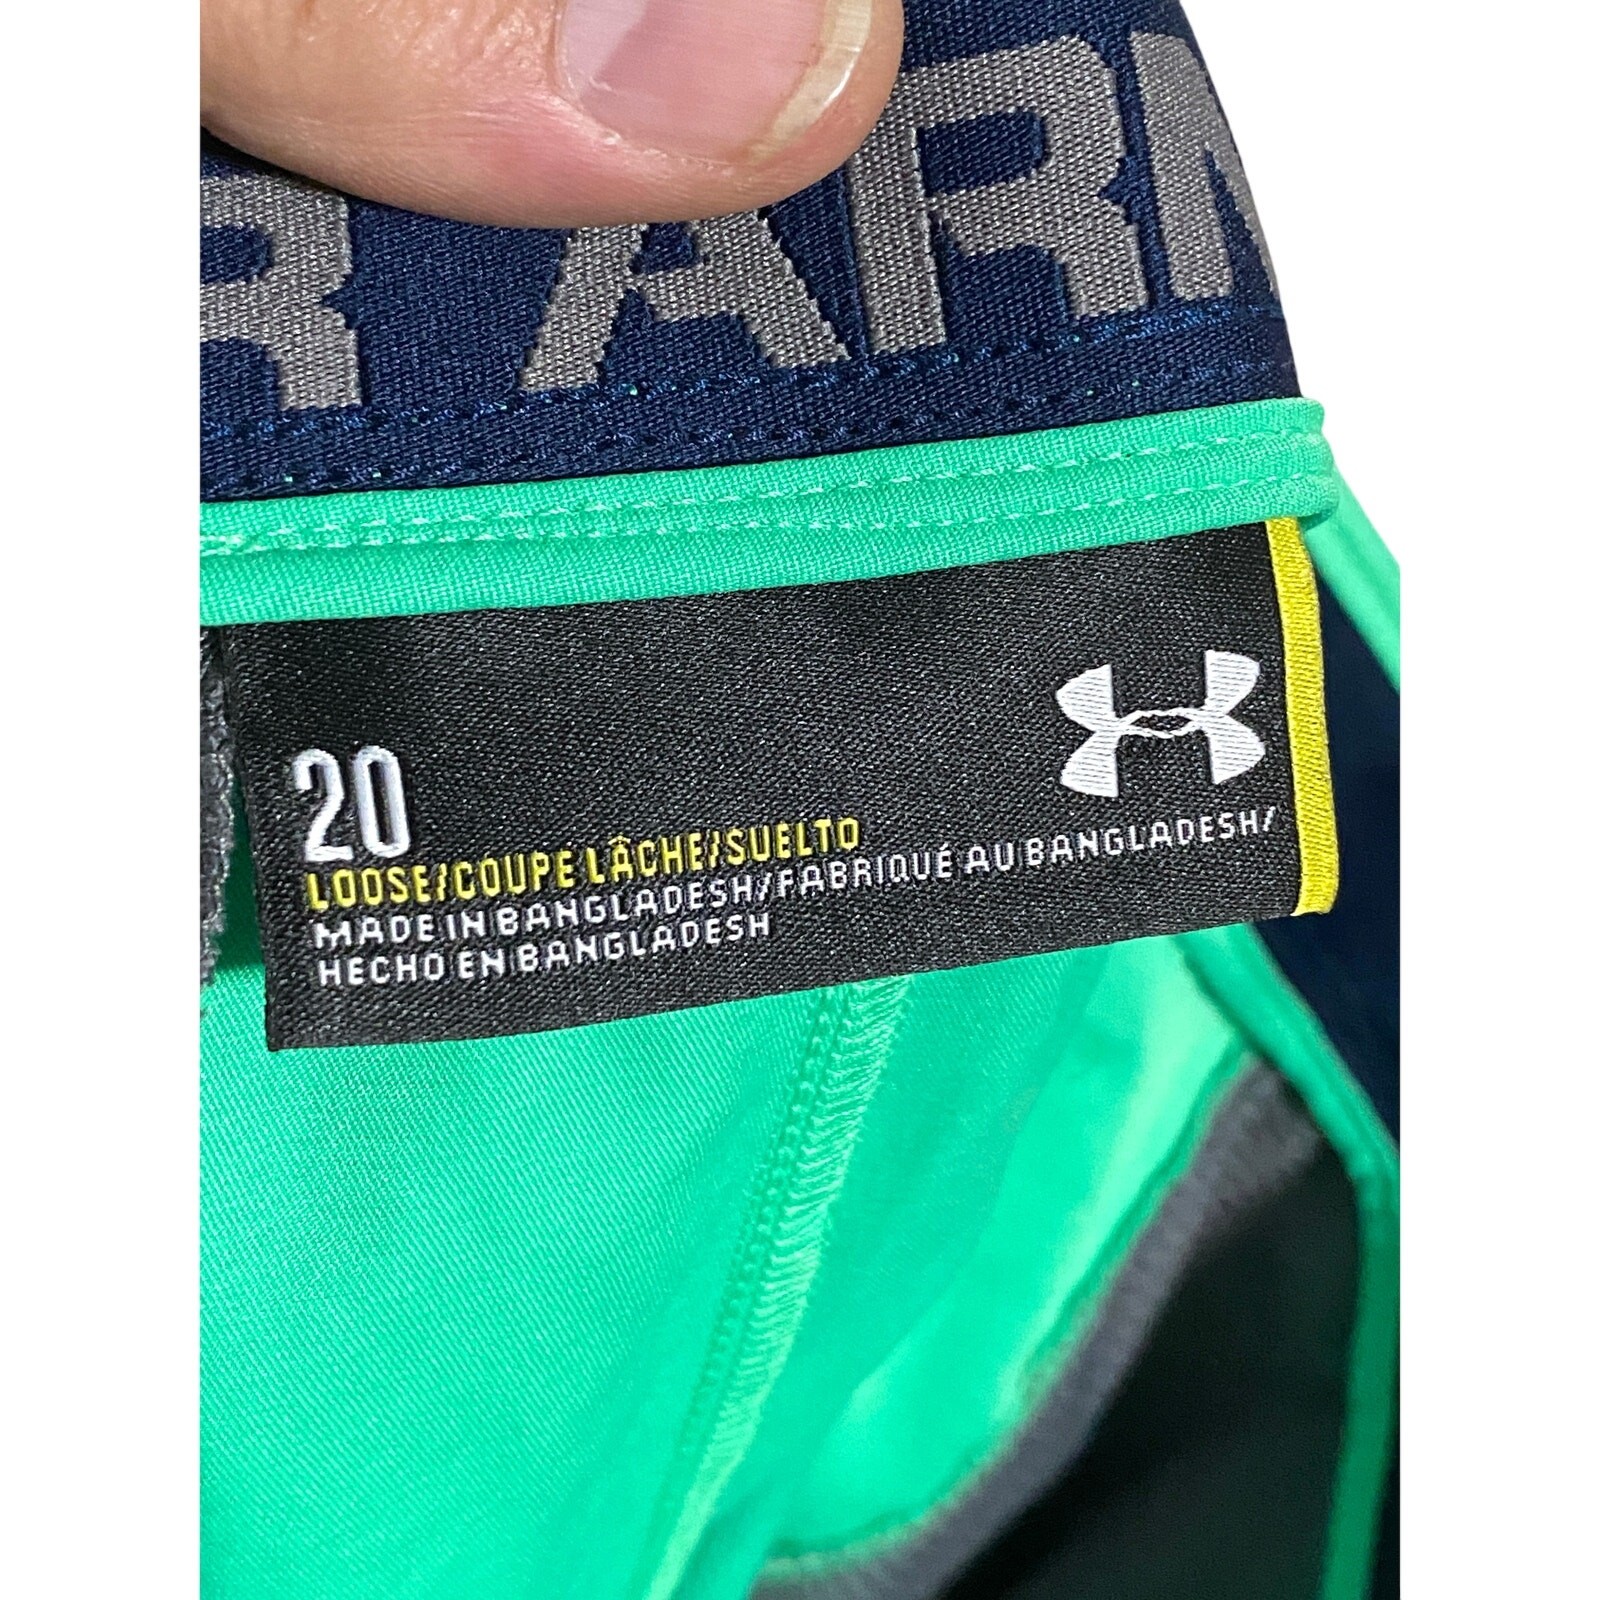 R ARM
20
LOOSE/COUPE LÂCHE/SUELTO
MADE IN BANGLADESH/FABRIQUÉ AU BANGLADESH/
HECHO EN BANGLADESH